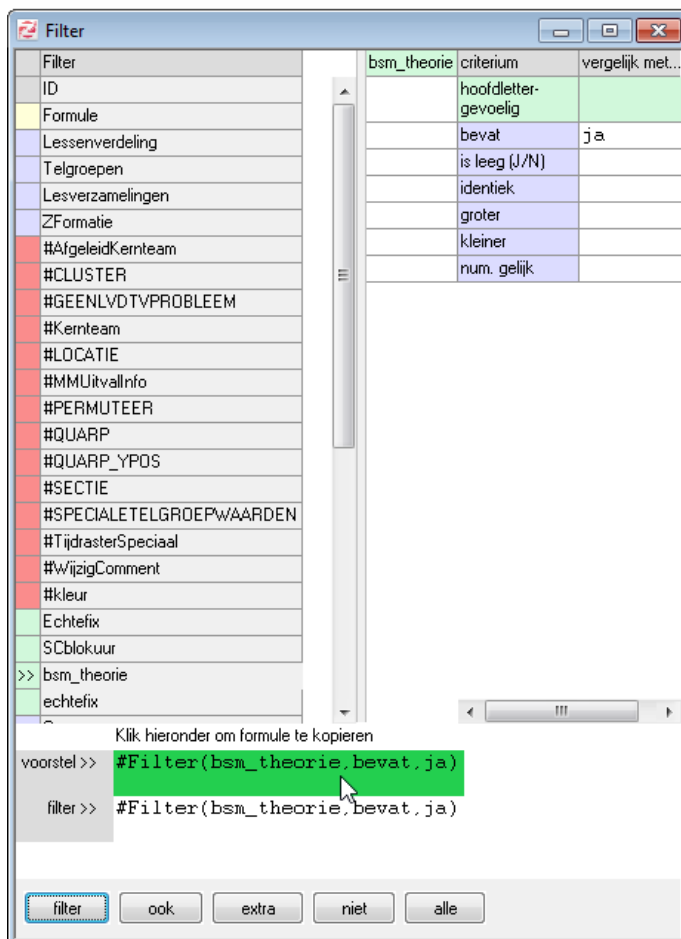 Filter
Filter
ID
Formule
Lessenverdeling
Telgroepen
Lesverzamelingen
ZFormatie
#AfgeleidKernteam
#CLUSTER
#GEENLVDTVPROBLEEM
#Kernteam
#LOCATIE
#MMUitvalInfo
#PERMUTEER
#QUARP
#QUARP_YPOS
#SECTIE
#SPECIALETELGROEPWAARDEN
#TijdrasterSpeciaal
#WijzigComment
#kleur
Echtefix
SCblokuur
>> bsm_theorie
echtefix
bsm_theorie criterium vergelijk met...
hoofdletter-
gevoelig
bevat ja
is leeg (J/N)
identiek
groter
kleiner
num. gelijk
Klik hieronder om formule te kopieren
voorstel >> #Filter(bsm_theorie,bevat,ja)
filter >> #Filter(bsm_theorie,bevat,ja)
filter ook extra niet alle